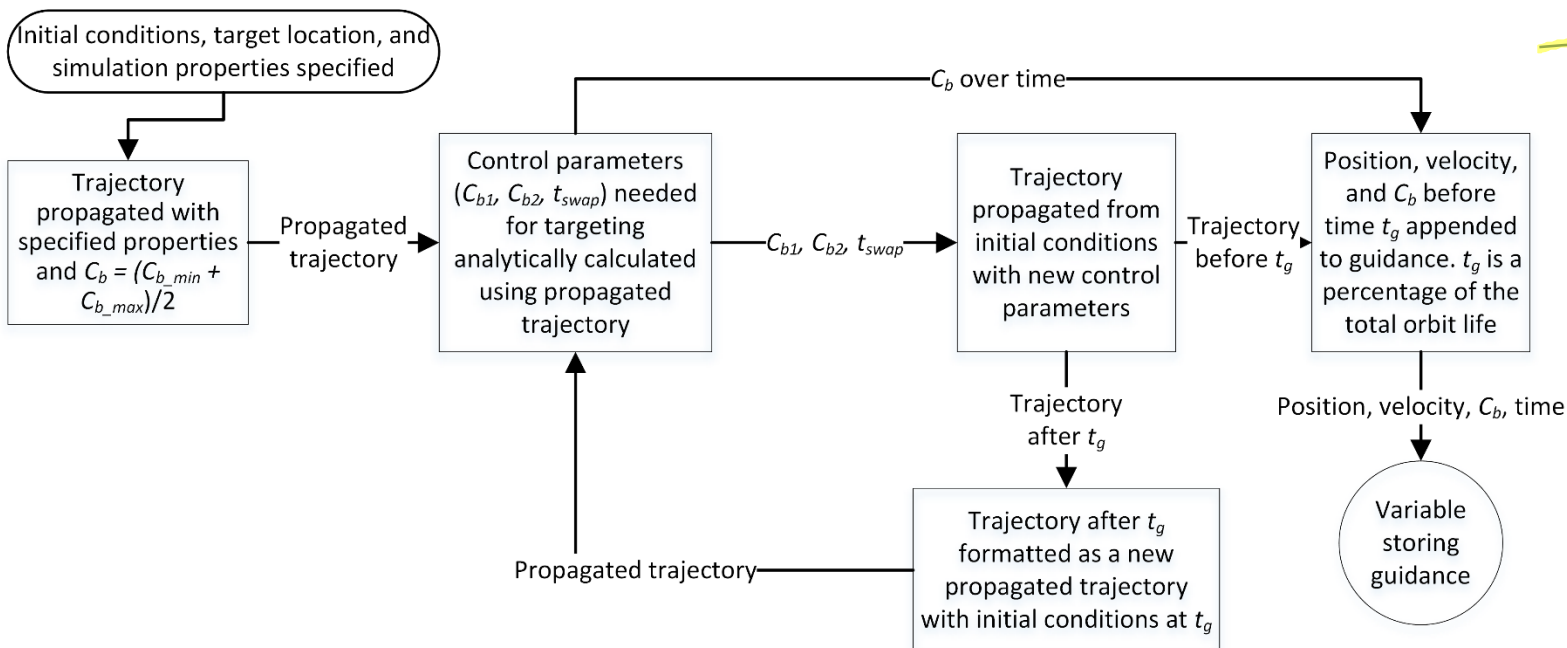 Initial conditions, target location, and
simulation properties specified
Trajectory
propagated with
specified properties
and C_b = (C_b_min +
C_b_max)/2
Propagated
trajectory
Control parameters
(C_b1, C_b2, t_swap) needed
for targeting
analytically calculated
using propagated
trajectory
C_b over time
C_b1, C_b2, t_swap
Trajectory
propagated from
initial conditions
with new control
parameters
Trajectory
before t_g
Position, velocity,
and C_b before
time t_g appended
to guidance. t_g is a
percentage of the
total orbit life
Trajectory
after t_g
Position, velocity, C_b, time
Trajectory after t_g
formatted as a new
propagated trajectory
with initial conditions at t_g
Propagated trajectory
Variable
storing
guidance